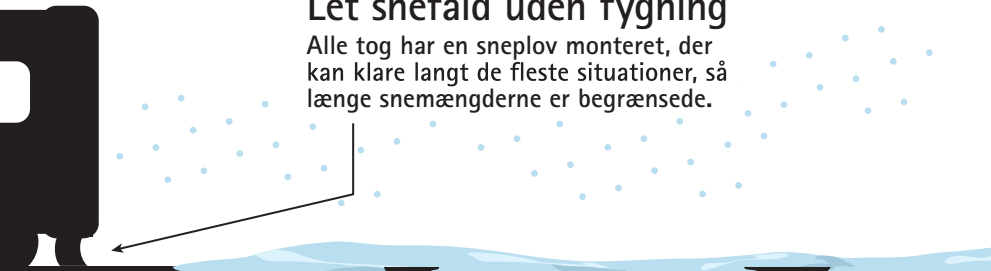 Let snefald uden fygning
Alle tog har en sneplov monteret, der
kan klare langt de fleste situationer, så
længe snemængderne er begrænsede.